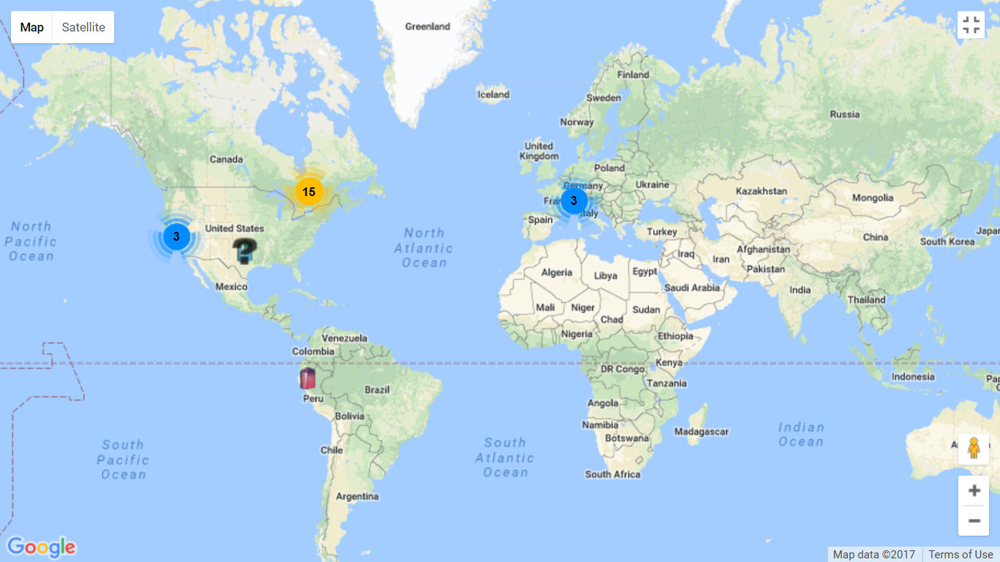 Map
Satellite
Greenland
Finland
Iceland
Sweden
Russia
Norway
United
Kingdom
Canada
Poland
Ukraine
Germany
15
Kazakhstan
Mongolia
3
Italy
Spain
North
Pacific
Ocean
3
United States
North
Atlantic
Ocean
Turkey
China
South Korea
Iraq
Iran
Afghanistan
Pakistan
Algeria
Libya
Egypt
Saudi Arabia
Mexico
India
Thailand
Mali
Niger
Sudan
Chad
Nigeria
Ethiopia
Venezuela
Colombia
Kenya
DR Congo
Indonesia
Tanzania
Brazil
Peru
Angola
Bolivia
Namibia
Botswana
Madagascar
Indian
Ocean
Chile
South
Pacific
Ocean
South
Atlantic
Ocean
South Africa
Argentina
Google
Map data ©2017
Terms of Use